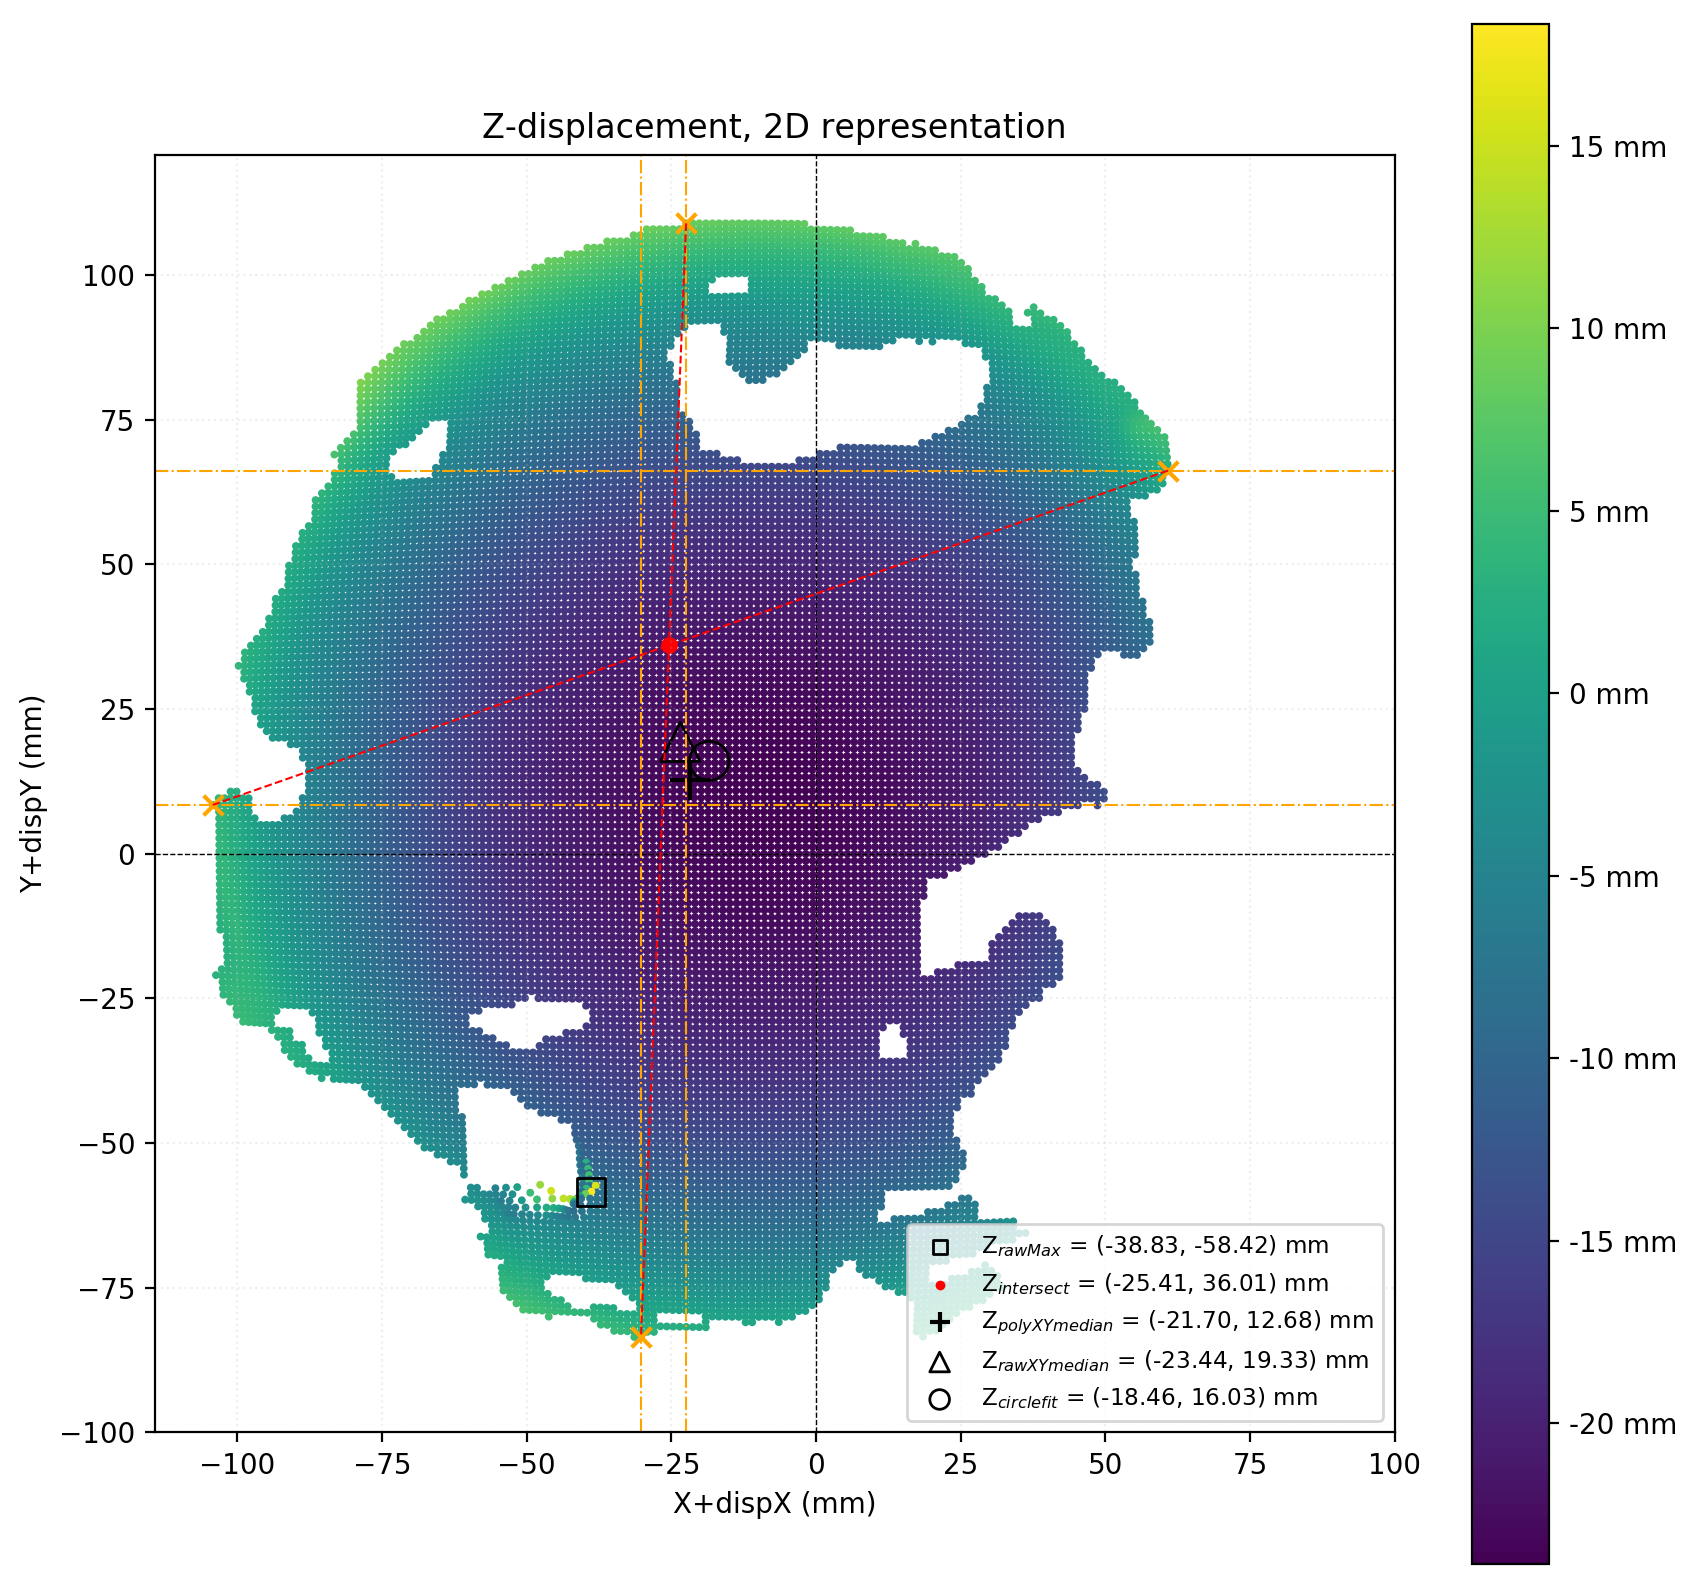 Z-displacement, 2D representation
15 mm
10 mm
5 mm
0 mm
-5 mm
-10 mm
-15 mm
-20 mm
Y+dispY (mm)
100
75
50
25
0
−25
−50
−75
−100
−100 −75 −50 −25 0 25 50 75 100
X+dispX (mm)
Z_rawMax = (-38.83, -58.42) mm
Z_intersect = (-25.41, 36.01) mm
Z_polyXYmedian = (-21.70, 12.68) mm
Z_rawXYmedian = (-23.44, 19.33) mm
Z_circlefit = (-18.46, 16.03) mm